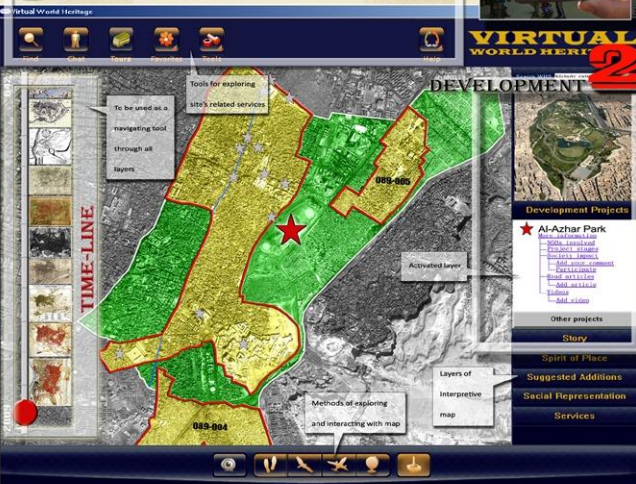 Virtual World Heritage
Find
Chat
Tours
Favorites
Tools
Help
VIRTUAL
WORLD HERIT
2
DEVELOPMENT
Tools for exploring
site's related services
To be used as a
navigating tool
through all
layers
TIME-LINE
089-005
Activated layer
Development Projects
Al-Azhar Park
More information
NGOs involved
Project stages
Society impact
Add your comment
Participate
Read articles
Add article
Videos
Add video
Other projects
Story
Spirit of Place
Suggested Additions
Social Representation
Services
Layers of
Interpretive
map
Methods of exploring
and interacting with map
089-004